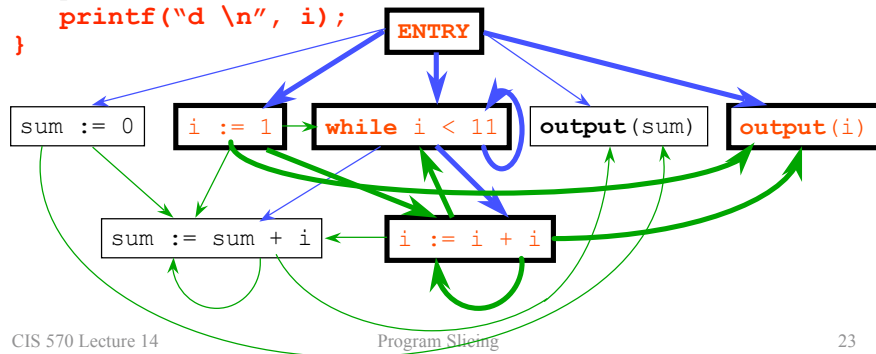 printf(“d \n”, i);
}
ENTRY
sum := 0
i := 1
while i < 11
output(sum)
output(i)
sum := sum + i
i := i + i
CIS 570 Lecture 14
Program Slicing
23